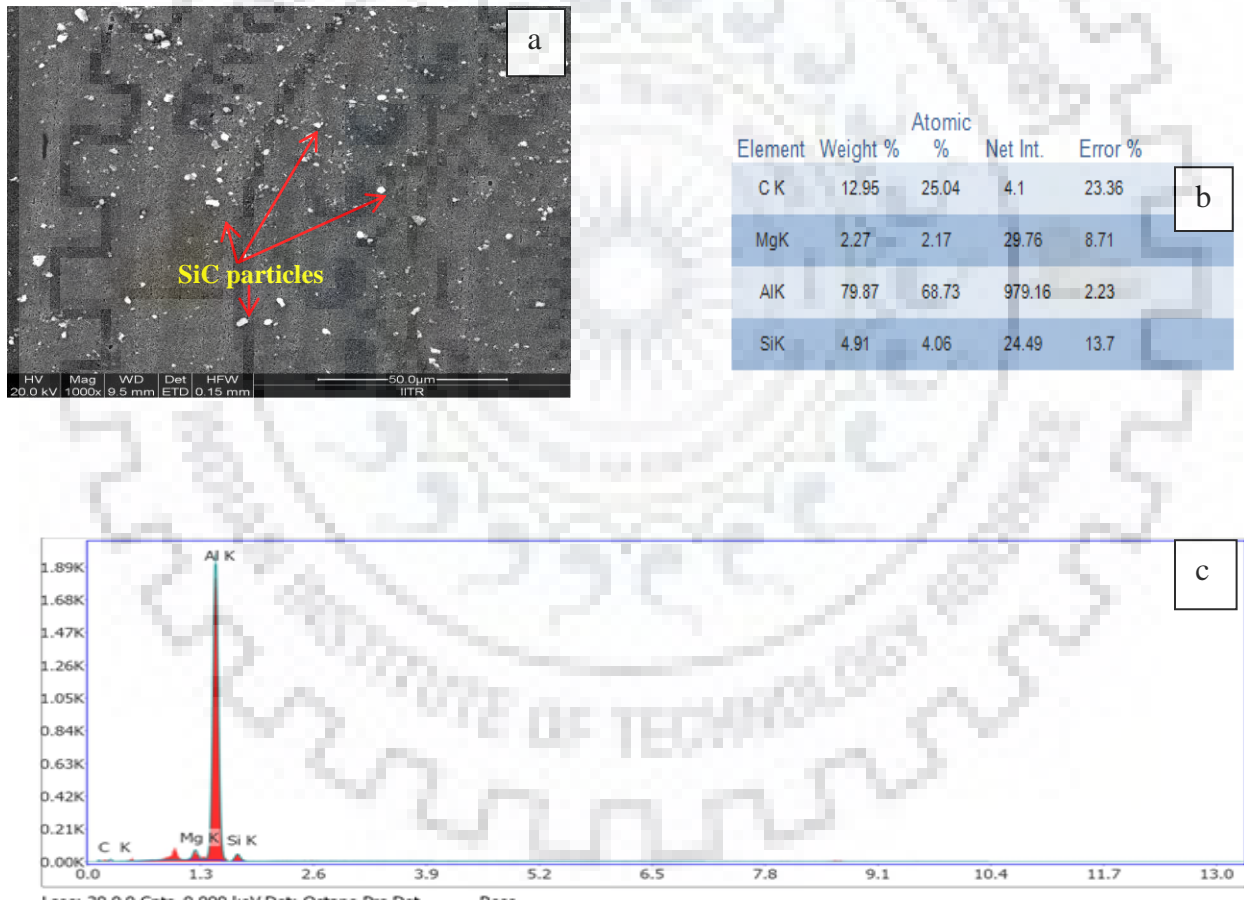 a
SiC particles
HV Mag WD Det HFW 50.0µm
20.0 kV 1000x 9.5 mm ETD 0.15 mm IITR
Atomic
Element Weight % % Net Int. Error %
C K 12.95 25.04 4.1 23.36
MgK 2.27 2.17 29.76 8.71
AlK 79.87 68.73 979.16 2.23
SiK 4.91 4.06 24.49 13.7
b
INSTITUTE OF TECHNOLOGY
c
Al K
1.89K
1.68K
1.47K
1.26K
1.05K
0.84K
0.63K
0.42K
0.21K
C K Mg K Si K
0.00K
0.0 1.3 2.6 3.9 5.2 6.5 7.8 9.1 10.4 11.7 13.0